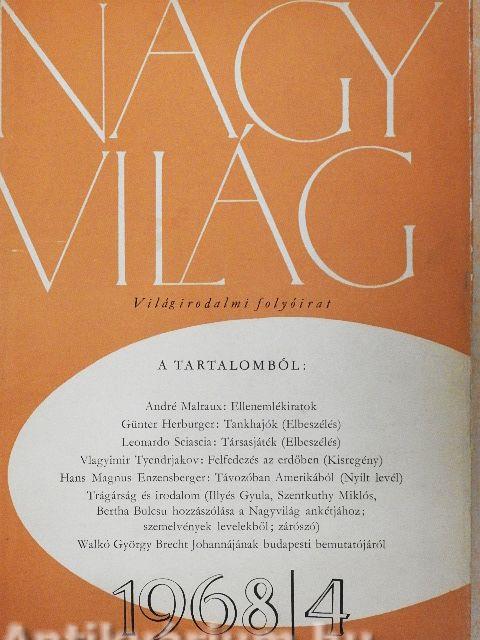 NAGY
VILÁG
Világirodalmi folyóirat
A TARTALOMBÓL:
André Malraux: Ellenemlékiratok
Günter Herburger: Tankhajók (Elbeszélés)
Leonardo Sciascia: Társasjáték (Elbeszélés)
Vlagyimir Tyendrjakov: Felfedezés az erdőben (Kisregény)
Hans Magnus Enzensberger: Távozóban Amerikából (Nyílt levél)
Trágárság és irodalom (Illyés Gyula, Szentkuthy Miklós,
Bertha Bulcsu hozzászólása a Nagyvilág ankétjához;
szemelvények levelekből; zárószó)
Walkó György Brecht Johannájának budapesti bemutatójáról
1968/4
Antikvarium.hu